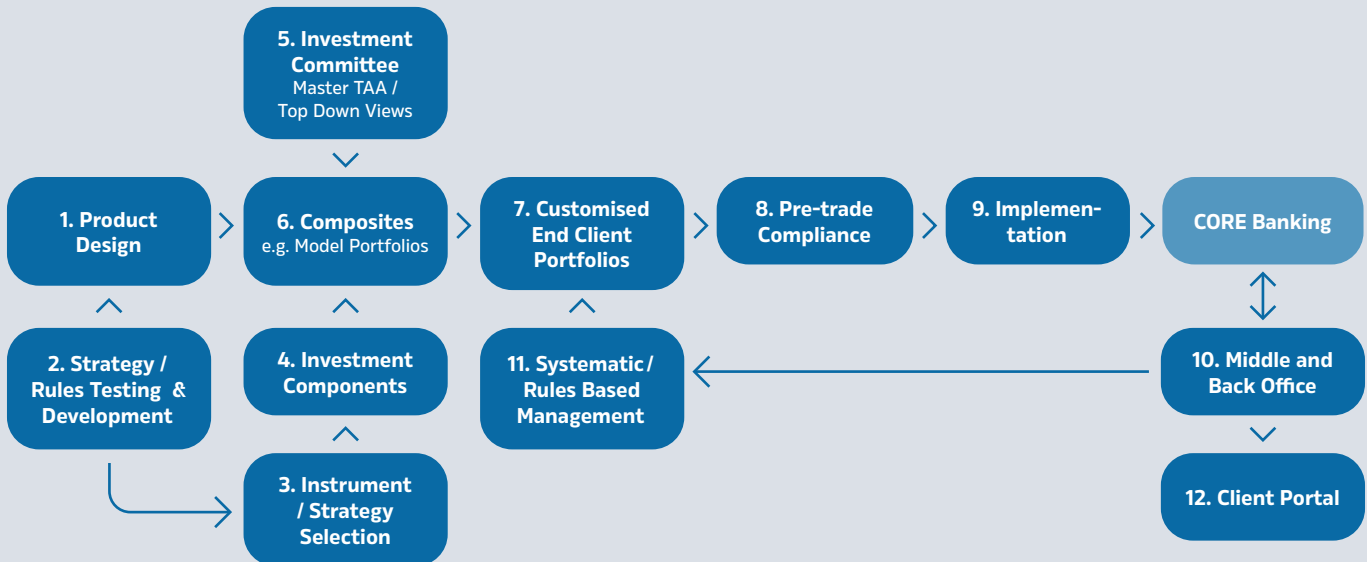 5. Investment
Committee
Master TAA /
Top Down Views
1. Product
Design
6. Composites
e.g. Model Portfolios
7. Customised
End Client
Portfolios
8. Pre-trade
Compliance
9. Implemen-
tation
CORE Banking
2. Strategy /
Rules Testing &
Development
4. Investment
Components
11. Systematic/
Rules Based
Management
10. Middle and
Back Office
3. Instrument
/ Strategy
Selection
12. Client Portal